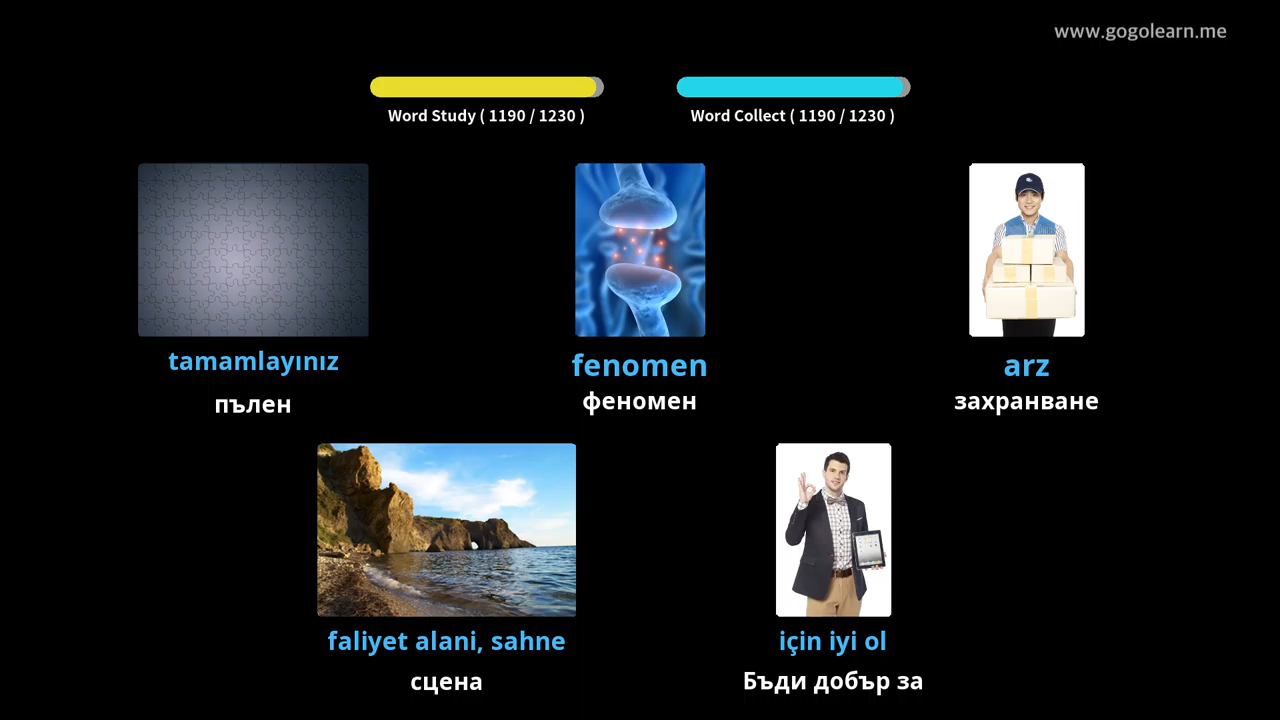 www.gogolearn.me
Word Study ( 1190 / 1230 )
Word Collect ( 1190 / 1230 )
tamamlayınız
пълен
fenomen
феномен
arz
захранване
faliyet alani, sahne
сцена
için iyi ol
Бъди добър за